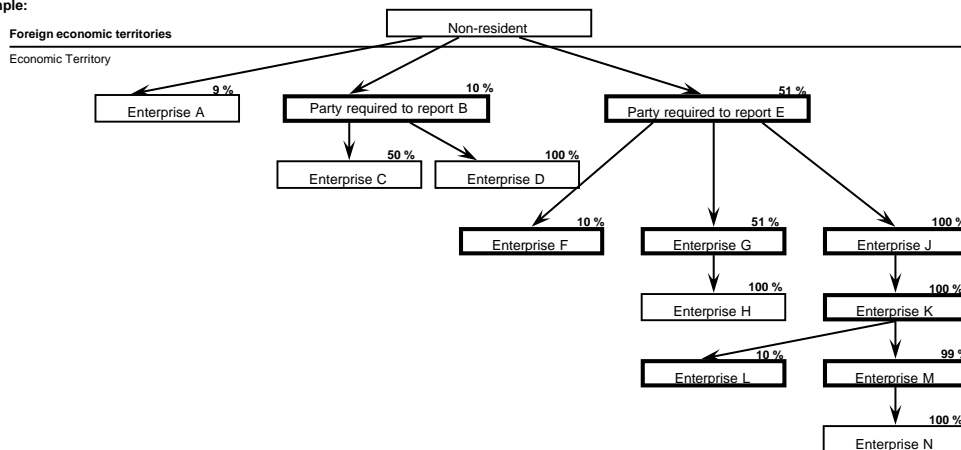 mple:
Non-resident
Foreign economic territories
Economic Territory
9 %
10 %
51 %
Enterprise A
Party required to report B
Party required to report E
50 %
100 %
Enterprise C
Enterprise D
10 %
51 %
100 %
Enterprise F
Enterprise G
Enterprise J
100 %
100 %
Enterprise H
Enterprise K
10 %
99 %
Enterprise L
Enterprise M
100 %
Enterprise N